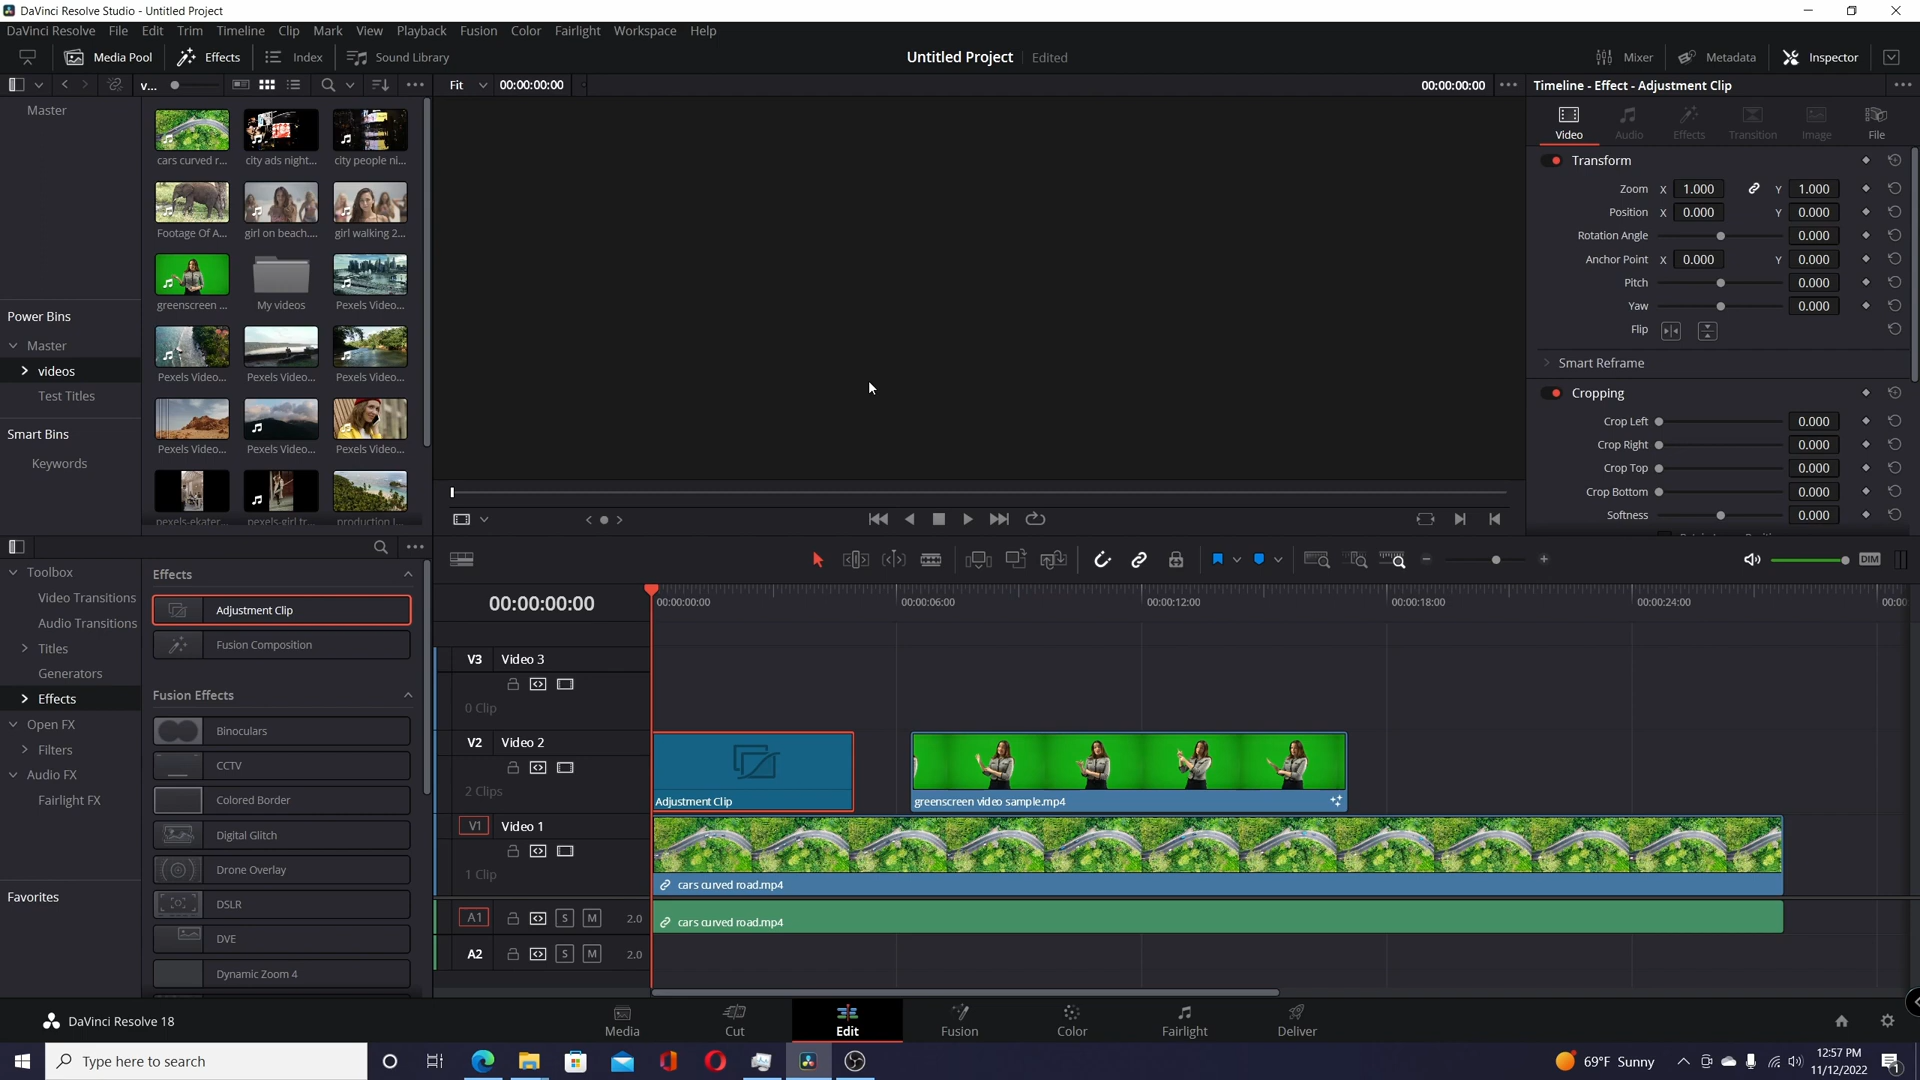 DaVinci Resolve Studio - Untitled Project
DaVinci Resolve File Edit Trim Timeline Clip Mark View Playback Fusion Color Fairlight Workspace Help
Media Pool Effects Index Sound Library
Untitled Project Edited
Mixer Metadata Inspector
v...
Fit 00:00:00:00
00:00:00:00
Timeline - Effect - Adjustment Clip
Master
cars curved r... city ads night... city people ni...
Footage Of A... girl on beach.... girl walking 2...
greenscreen ... My videos Pexels Video...
Pexels Video... Pexels Video... Pexels Video...
Pexels Video... Pexels Video... Pexels Video...
pexels-ekater... pexels-girl tr... production l...
Power Bins
Master
videos
Test Titles
Smart Bins
Keywords
Video Audio Effects Transition Image File
Transform
Zoom X 1.000 Y 1.000
Position X 0.000 Y 0.000
Rotation Angle 0.000
Anchor Point X 0.000 Y 0.000
Pitch 0.000
Yaw 0.000
Flip
Smart Reframe
Cropping
Crop Left 0.000
Crop Right 0.000
Crop Top 0.000
Crop Bottom 0.000
Softness 0.000
Toolbox
Video Transitions
Audio Transitions
Titles
Generators
Effects
Open FX
Filters
Audio FX
Fairlight FX
Favorites
Effects
Adjustment Clip
Fusion Composition
Fusion Effects
Binoculars
CCTV
Colored Border
Digital Glitch
Drone Overlay
DSLR
DVE
Dynamic Zoom 4
DIM
00:00:00:00
00:00:00:00 00:00:06:00 00:00:12:00 00:00:18:00 00:00:24:00 00:00
V3 Video 3
0 Clip
V2 Video 2
2 Clips
Adjustment Clip
greenscreen video sample.mp4
V1 Video 1
1 Clip
cars curved road.mp4
A1 S M 2.0
cars curved road.mp4
A2 S M 2.0
DaVinci Resolve 18
Media Cut Edit Fusion Color Fairlight Deliver
Type here to search
69°F Sunny
12:57 PM
11/12/2022
1